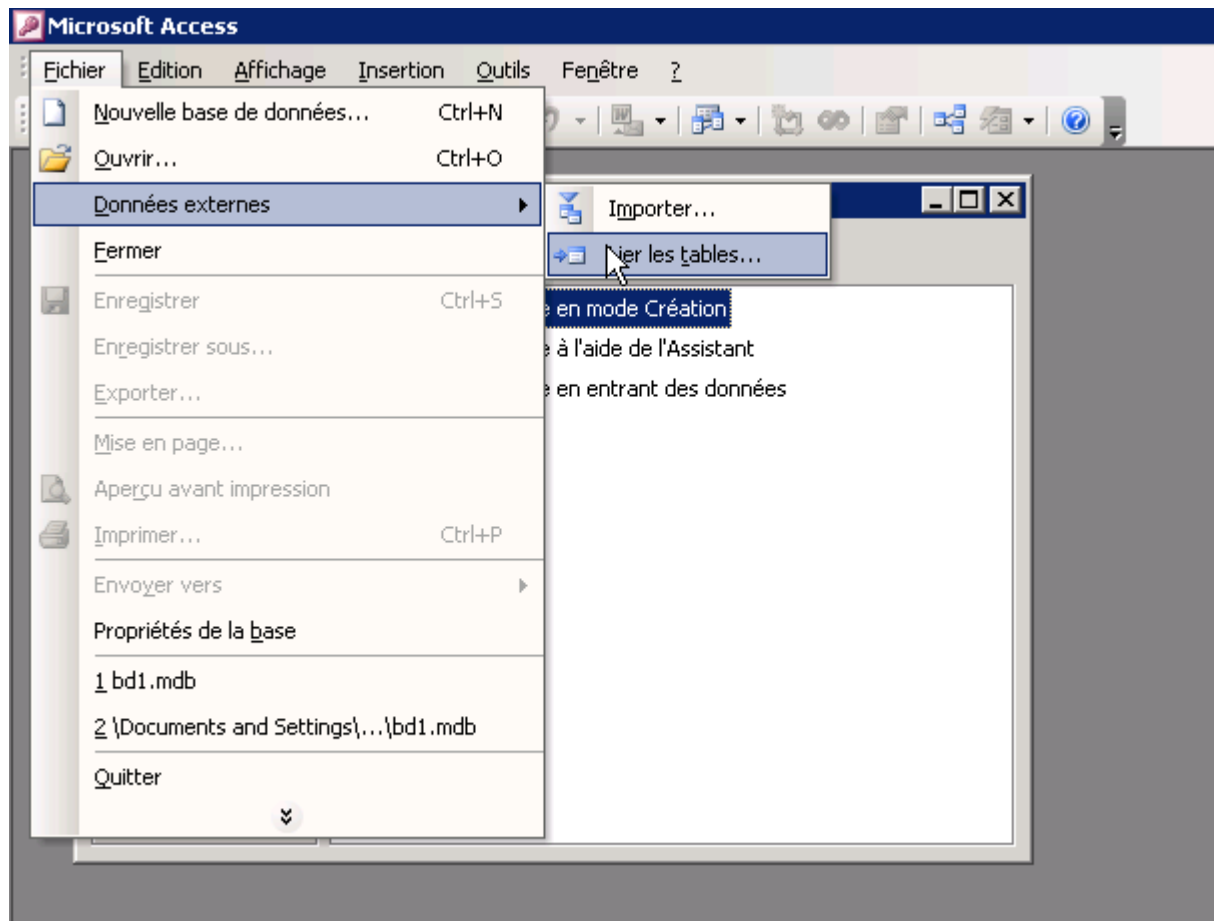 Microsoft Access
Fichier Edition Affichage Insertion Outils Fenêtre ?
Nouvelle base de données... Ctrl+N
Ouvrir... Ctrl+O
Données externes
Importer...
Fermer
les tables...
Enregistrer Ctrl+S
en mode Création
Enregistrer sous...
à l'aide de l'Assistant
Exporter...
en entrant des données
Mise en page...
Aperçu avant impression
Imprimer... Ctrl+P
Envoyer vers
Propriétés de la base
1 bd1.mdb
2 \Documents and Settings\...\bd1.mdb
Quitter